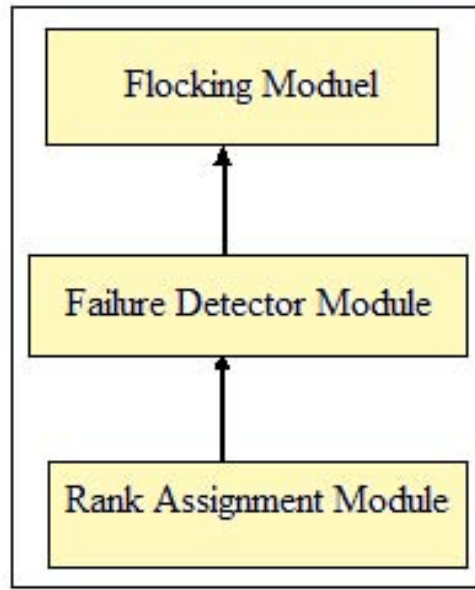 Flocking Moduel
Failure Detector Module
Rank Assignment Module